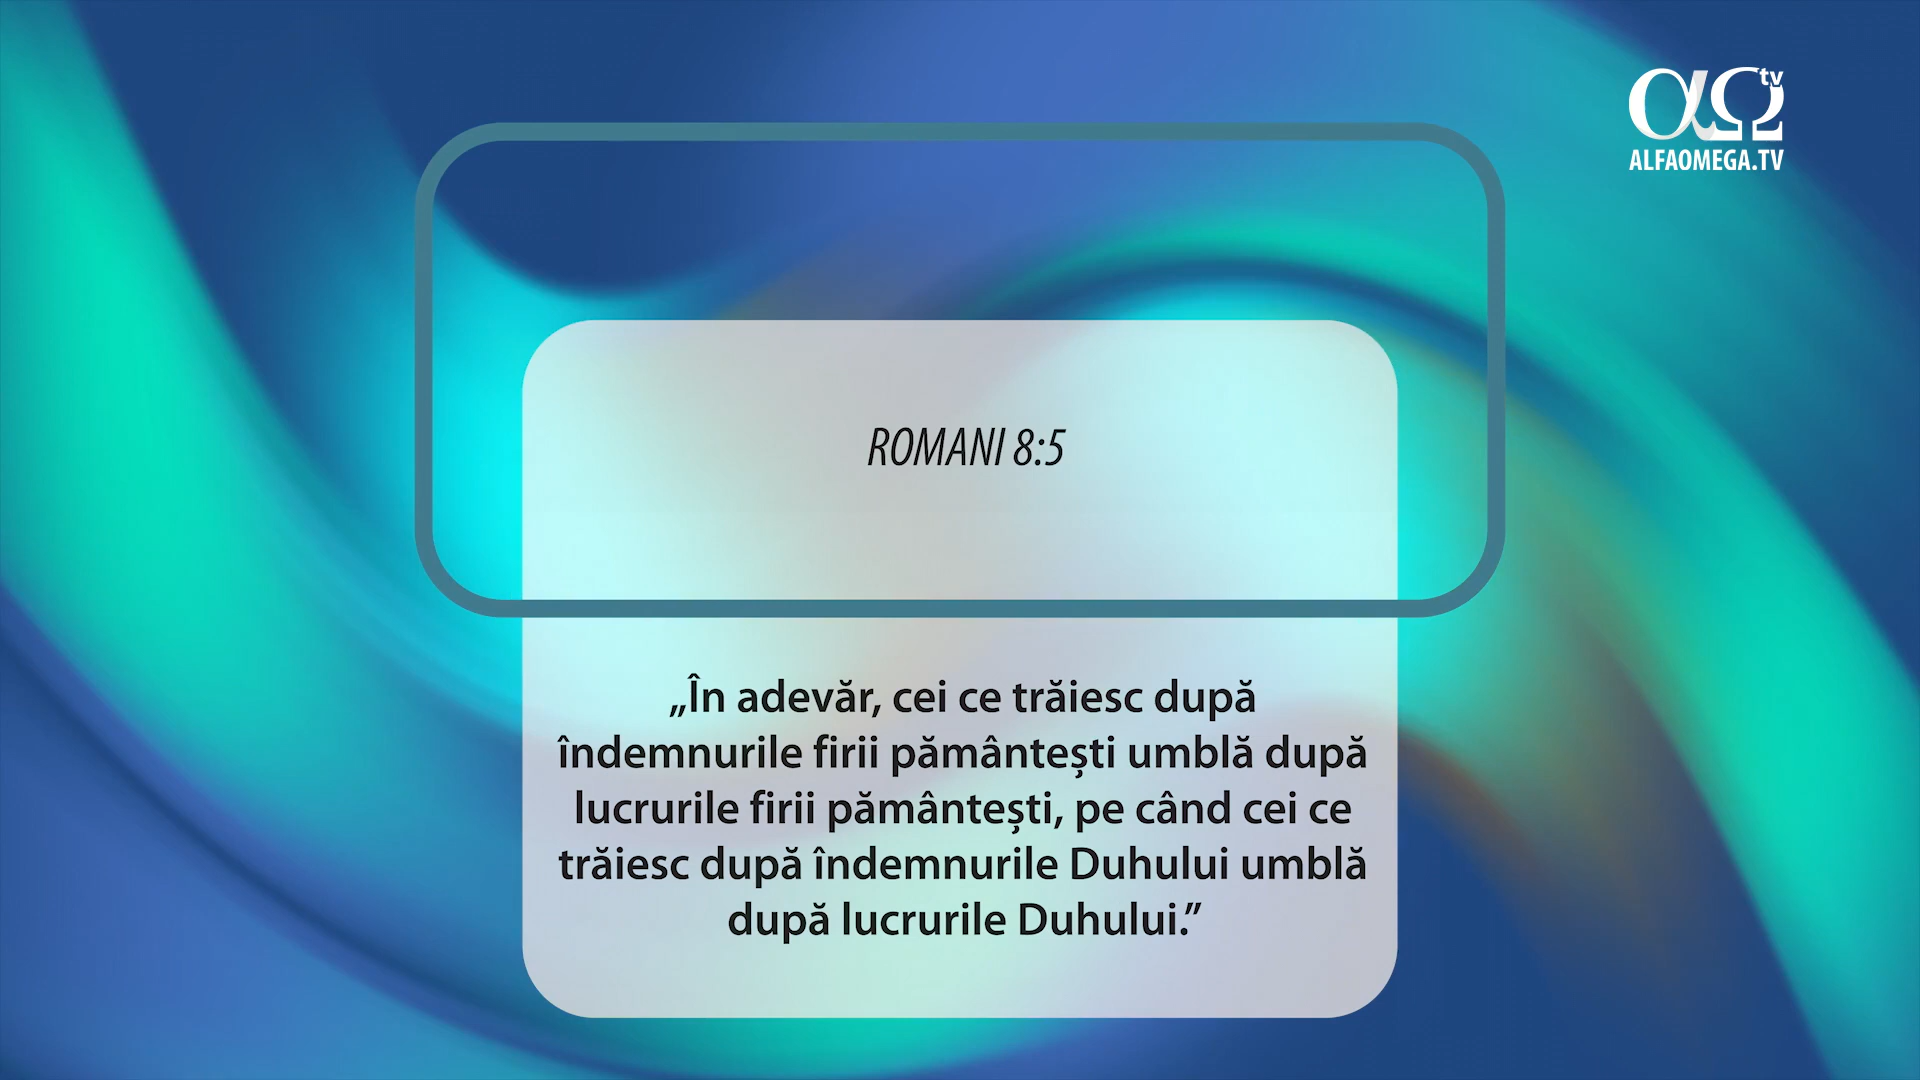 αΩ tv
ALFAOMEGA.TV
ROMANI 8:5
„În adevăr, cei ce trăiesc după
îndemnurile firii pământești umblă după
lucrurile firii pământești, pe când cei ce
trăiesc după îndemnurile Duhului umblă
după lucrurile Duhului.”